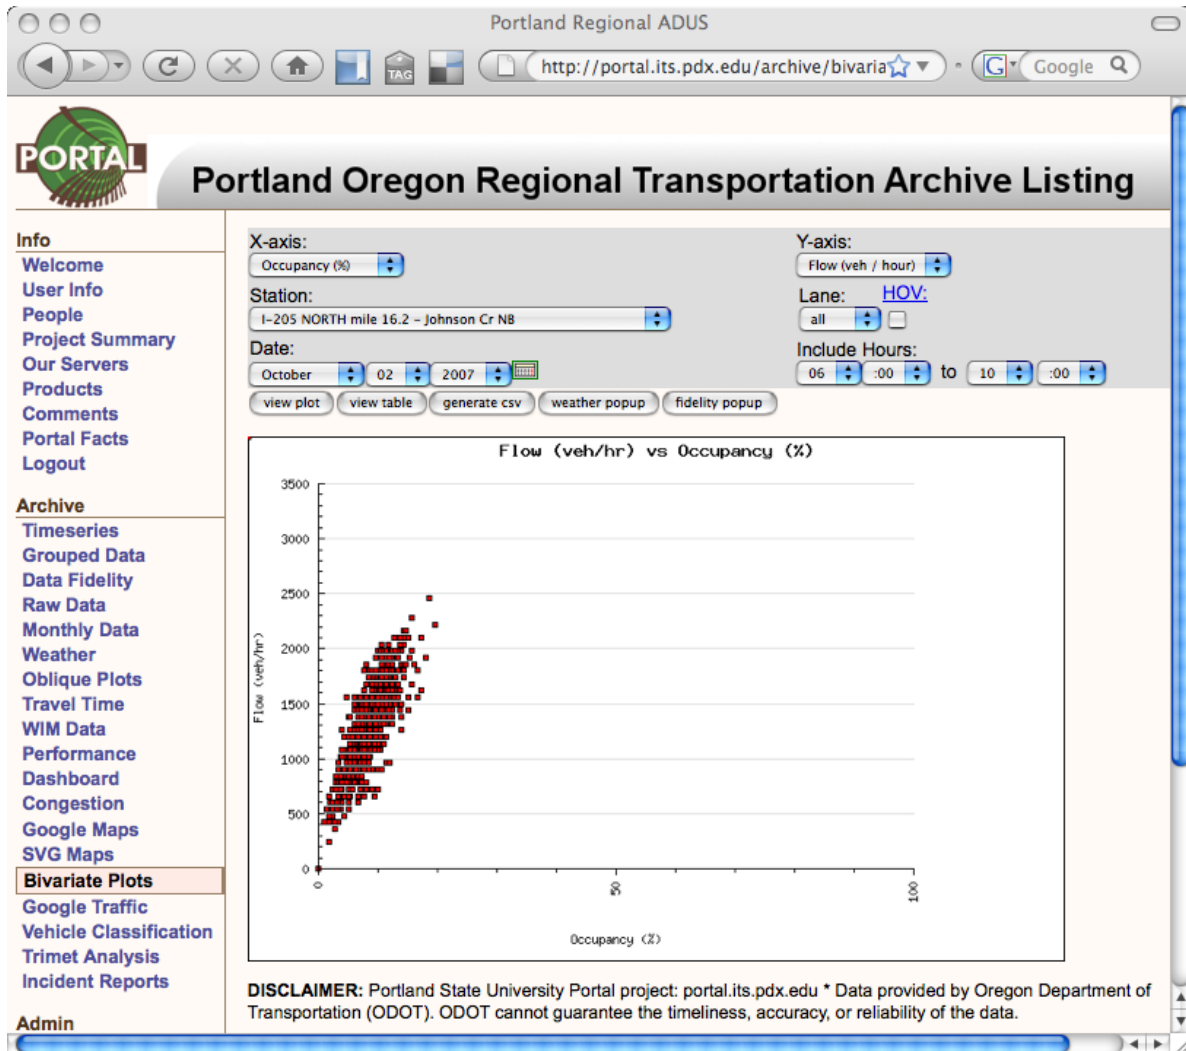 Portland Regional ADUS
TAG
http://portal.its.pdx.edu/archive/bivaria
G
Google
PORTAL
Portland Oregon Regional Transportation Archive Listing
Info
Welcome
User Info
People
Project Summary
Our Servers
Products
Comments
Portal Facts
Logout
Archive
Timeseries
Grouped Data
Data Fidelity
Raw Data
Monthly Data
Weather
Oblique Plots
Travel Time
WIM Data
Performance
Dashboard
Congestion
Google Maps
SVG Maps
Bivariate Plots
Google Traffic
Vehicle Classification
Trimet Analysis
Incident Reports
Admin
X-axis:
Occupancy (%)
Y-axis:
Flow (veh / hour)
Station:
I-205 NORTH mile 16.2 - Johnson Cr NB
Lane: HOV:
all
Date:
October 02 2007
Include Hours:
06 :00 to 10 :00
view plot view table generate csv weather popup fidelity popup
Flow (veh/hr) vs Occupancy (%)
3500
3000
2500
2000
1500
1000
500
0
Flow (veh/hr)
0 50 100
Occupancy (%)
DISCLAIMER: Portland State University Portal project: portal.its.pdx.edu * Data provided by Oregon Department of
Transportation (ODOT). ODOT cannot guarantee the timeliness, accuracy, or reliability of the data.